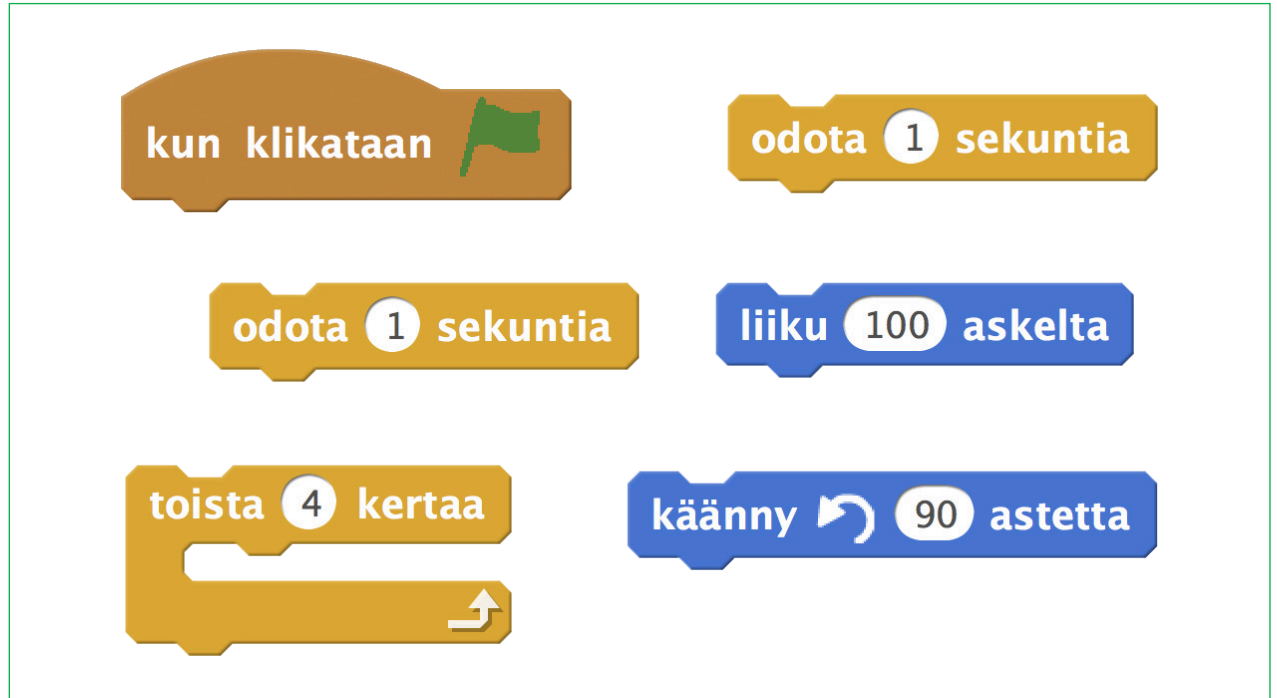 kun klikataan
odota 1 sekuntia
odota 1 sekuntia
liiku 100 askelta
toista 4 kertaa
käänny 90 astetta